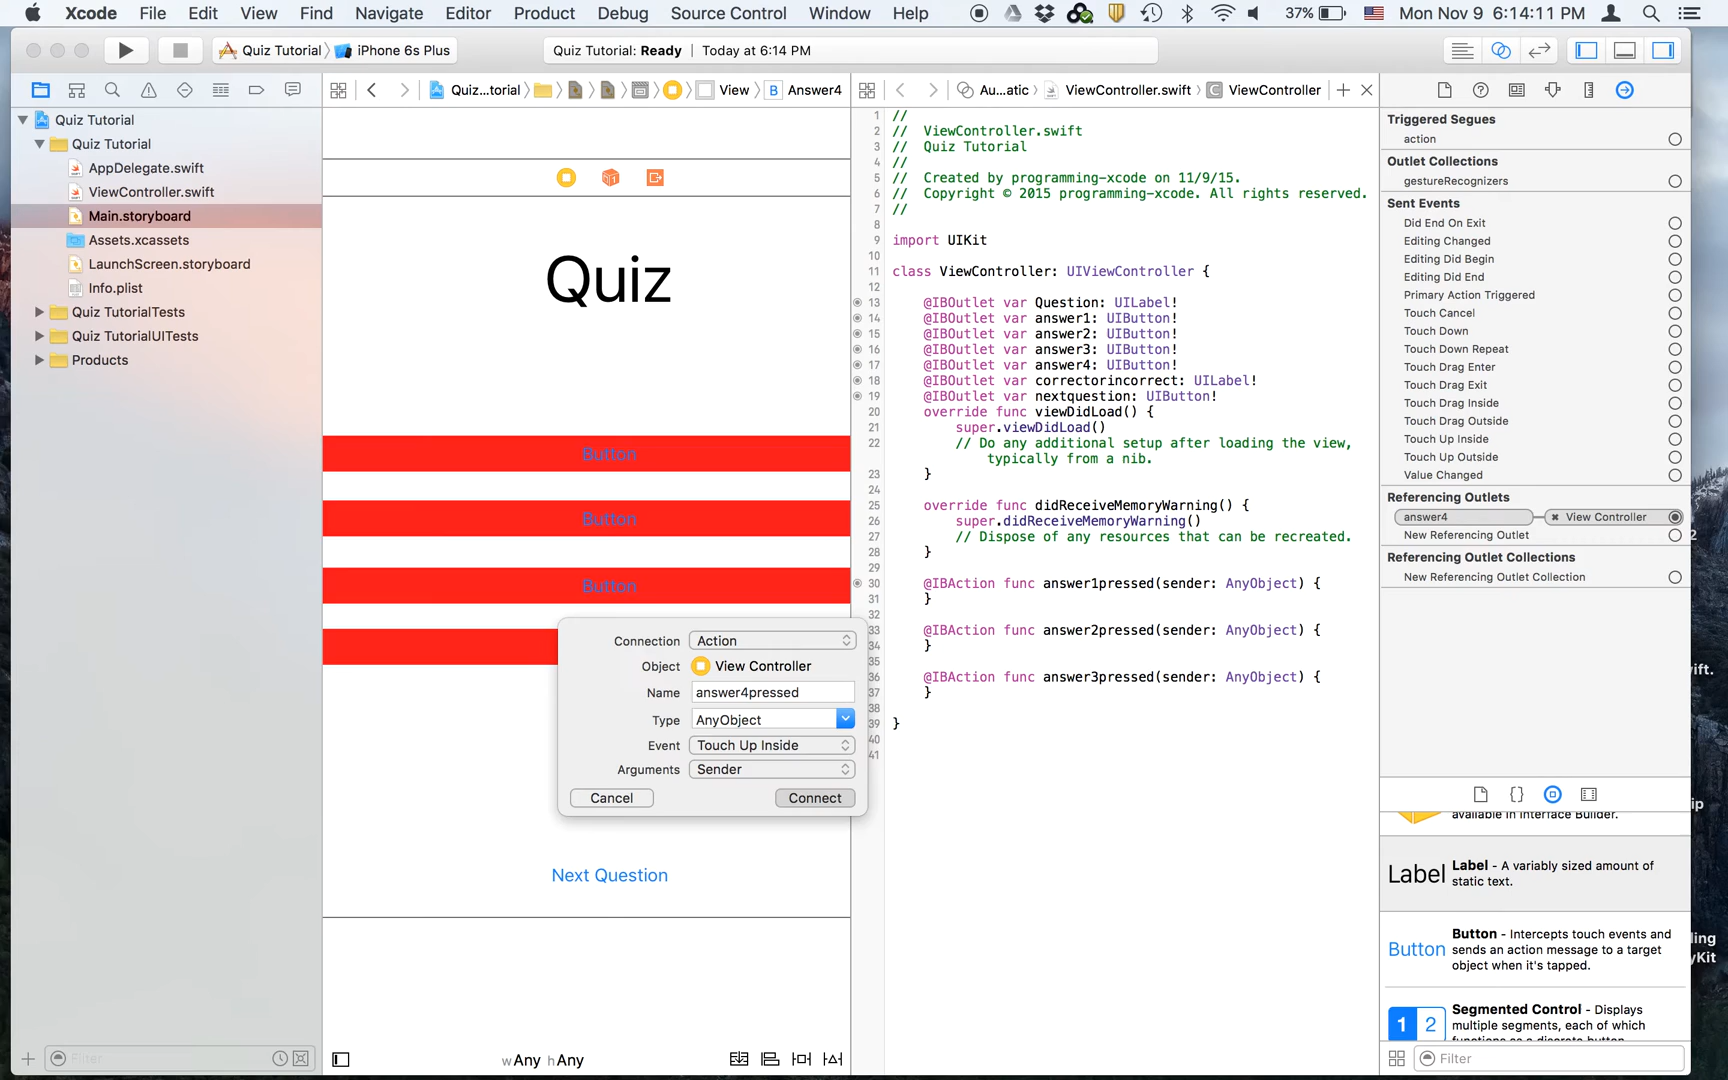 Xcode File Edit View Find Navigate Editor Product Debug Source Control Window Help 37% Mon Nov 9 6:14:11 PM
Quiz Tutorial iPhone 6s Plus Quiz Tutorial: Ready Today at 6:14 PM
Quiz...torial View B Answer4 Au...atic ViewController.swift C ViewController
Quiz Tutorial
Quiz Tutorial
AppDelegate.swift
ViewController.swift
Main.storyboard
Assets.xcassets
LaunchScreen.storyboard
Info.plist
Quiz TutorialTests
Quiz TutorialUITests
Products
Filter
Quiz
Button
Button
Button
Connection Action
Object View Controller
Name answer4pressed
Type AnyObject
Event Touch Up Inside
Arguments Sender
Cancel Connect
Next Question
wAny hAny
1 //
2 // ViewController.swift
3 // Quiz Tutorial
4 //
5 // Created by programming-xcode on 11/9/15.
6 // Copyright © 2015 programming-xcode. All rights reserved.
7 //
8
9 import UIKit
10
11 class ViewController: UIViewController {
12
13 @IBOutlet var Question: UILabel!
14 @IBOutlet var answer1: UIButton!
15 @IBOutlet var answer2: UIButton!
16 @IBOutlet var answer3: UIButton!
17 @IBOutlet var answer4: UIButton!
18 @IBOutlet var correctorincorrect: UILabel!
19 @IBOutlet var nextquestion: UIButton!
20 override func viewDidLoad() {
21 super.viewDidLoad()
22 // Do any additional setup after loading the view,
typically from a nib.
23 }
24
25 override func didReceiveMemoryWarning() {
26 super.didReceiveMemoryWarning()
27 // Dispose of any resources that can be recreated.
28 }
29
30 @IBAction func answer1pressed(sender: AnyObject) {
31 }
32
33 @IBAction func answer2pressed(sender: AnyObject) {
34 }
35
36 @IBAction func answer3pressed(sender: AnyObject) {
37 }
38
39 }
40
41
Triggered Segues
action
Outlet Collections
gestureRecognizers
Sent Events
Did End On Exit
Editing Changed
Editing Did Begin
Editing Did End
Primary Action Triggered
Touch Cancel
Touch Down
Touch Down Repeat
Touch Drag Enter
Touch Drag Exit
Touch Drag Inside
Touch Drag Outside
Touch Up Inside
Touch Up Outside
Value Changed
Referencing Outlets
answer4 View Controller
New Referencing Outlet
Referencing Outlet Collections
New Referencing Outlet Collection
available in Interface Builder.
Label Label - A variably sized amount of
static text.
Button Button - Intercepts touch events and
sends an action message to a target
object when it's tapped.
1 2 Segmented Control - Displays
multiple segments, each of which
functions as a discrete button.
Filter
2
ift.
ip
ling
yKit